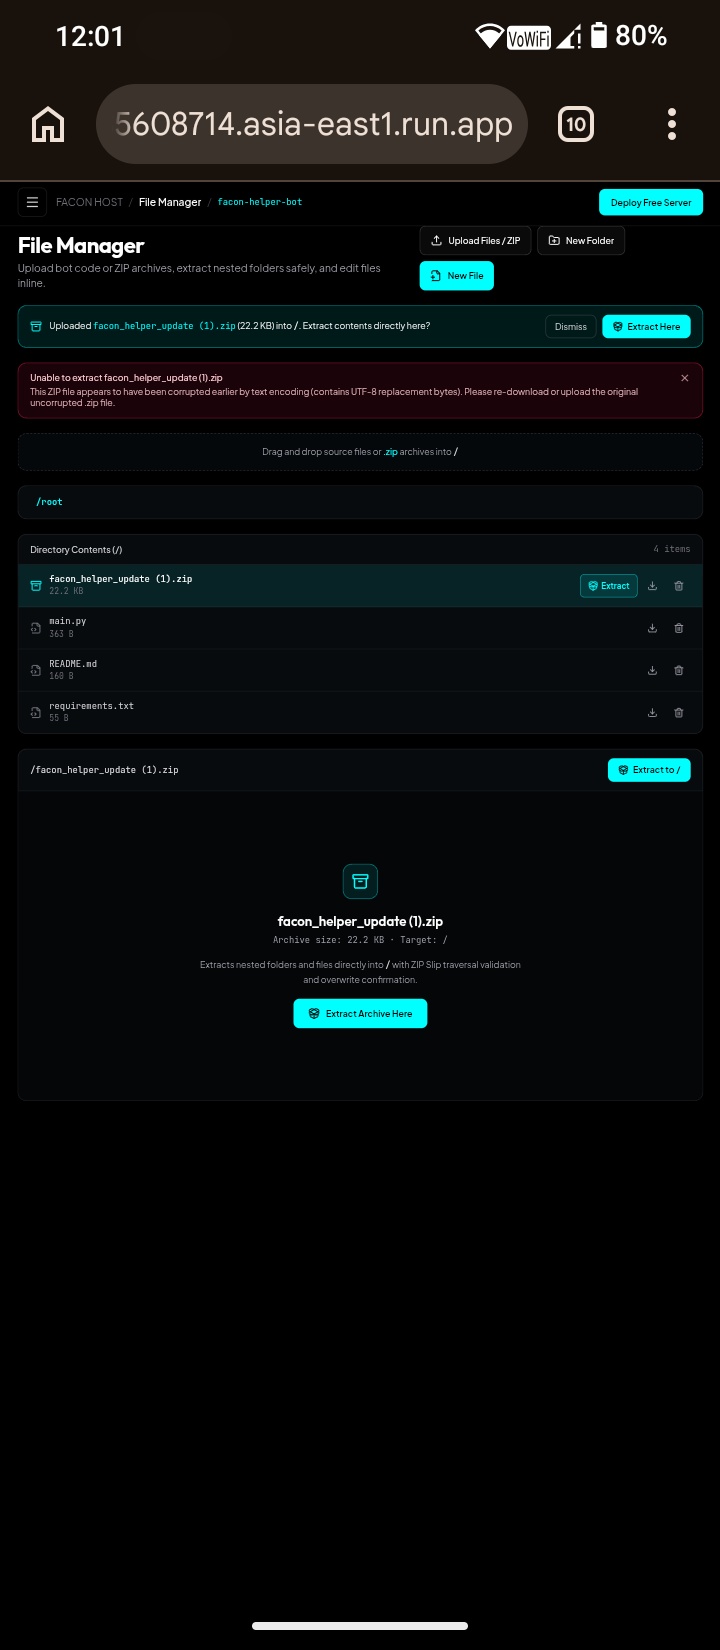 12:01
VoWiFi
80%
5608714.asia-east1.run.app
10
FACON HOST / File Manager / facon-helper-bot
Deploy Free Server
File Manager
Upload bot code or ZIP archives, extract nested folders safely, and edit files
inline.
Upload Files / ZIP
New Folder
New File
Uploaded facon_helper_update (1).zip (22.2 KB) into /. Extract contents directly here?
Dismiss
Extract Here
Unable to extract facon_helper_update (1).zip
This ZIP file appears to have been corrupted earlier by text encoding (contains UTF-8 replacement bytes). Please re-download or upload the original
uncorrupted .zip file.
Drag and drop source files or .zip archives into /
/root
Directory Contents (/)
4 items
facon_helper_update (1).zip
22.2 KB
Extract
main.py
363 B
README.md
160 B
requirements.txt
55 B
/facon_helper_update (1).zip
Extract to /
facon_helper_update (1).zip
Archive size: 22.2 KB · Target: /
Extracts nested folders and files directly into / with ZIP Slip traversal validation
and overwrite confirmation.
Extract Archive Here